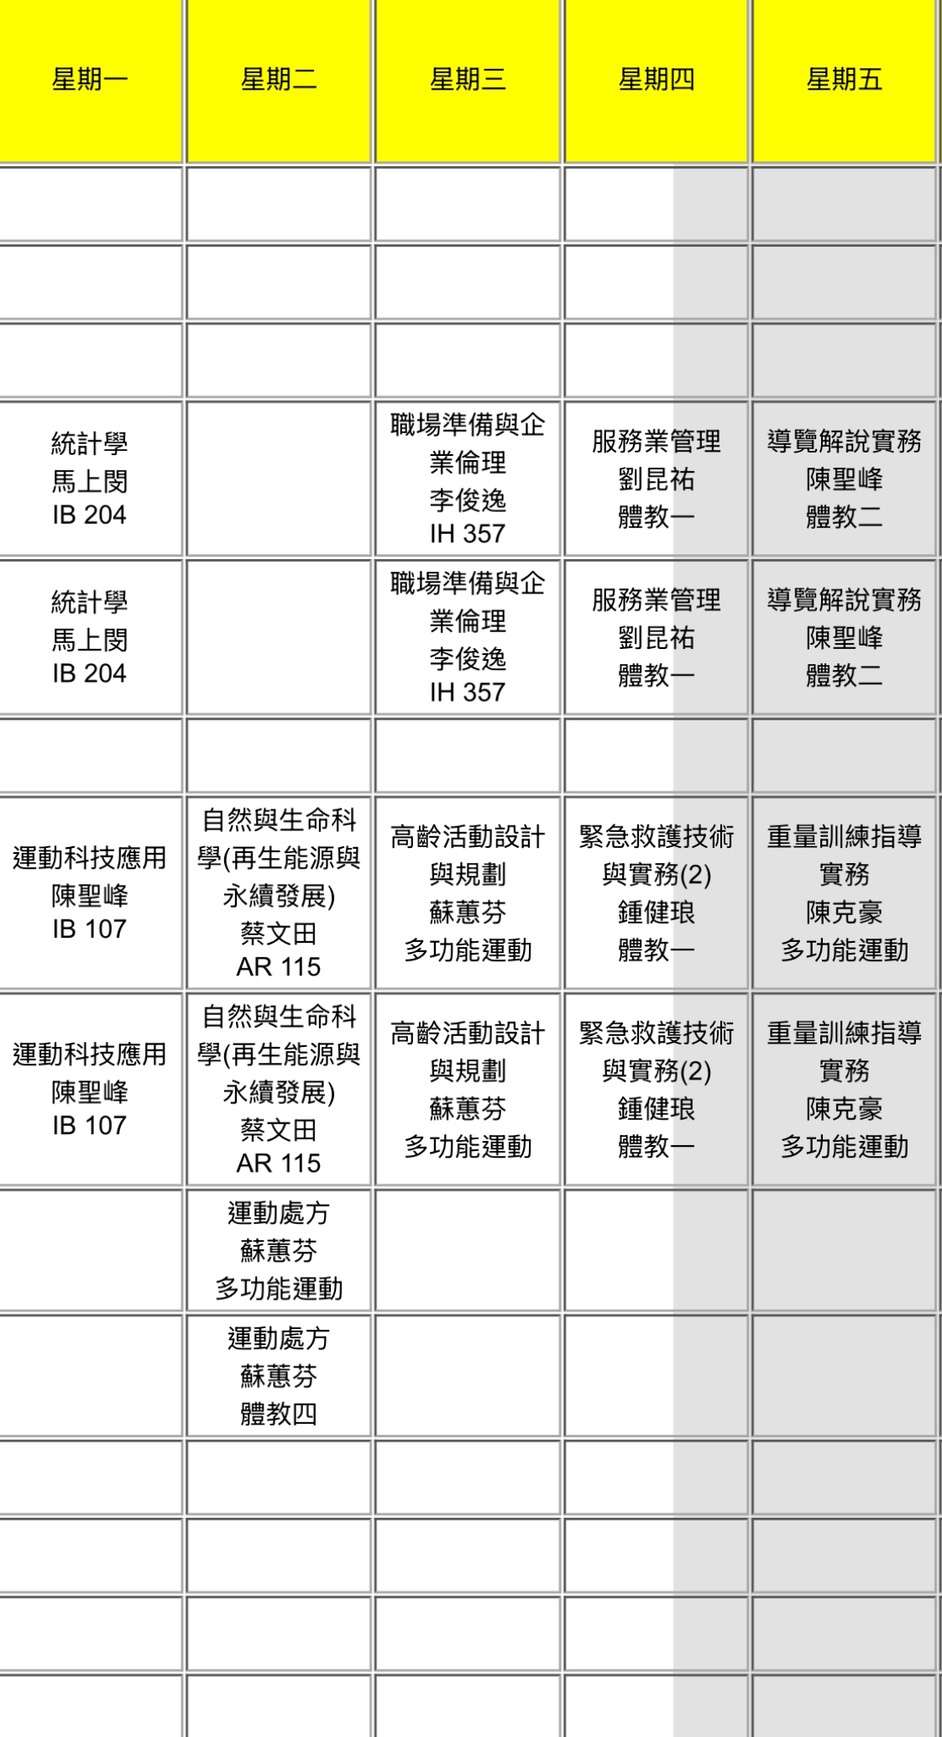 星期一
星期二
星期三
星期四
星期五
統計學
馬上閔
IB 204
職場準備與企
業倫理
李俊逸
IH 357
服務業管理
劉昆祐
體教一
導覽解說實務
陳聖峰
體教二
統計學
馬上閔
IB 204
職場準備與企
業倫理
李俊逸
IH 357
服務業管理
劉昆祐
體教一
導覽解說實務
陳聖峰
體教二
運動科技應用
陳聖峰
IB 107
自然與生命科
學(再生能源與
永續發展)
蔡文田
AR 115
高齡活動設計
與規劃
蘇蕙芬
多功能運動
緊急救護技術
與實務(2)
鍾健琅
體教一
重量訓練指導
實務
陳克豪
多功能運動
運動科技應用
陳聖峰
IB 107
自然與生命科
學(再生能源與
永續發展)
蔡文田
AR 115
高齡活動設計
與規劃
蘇蕙芬
多功能運動
緊急救護技術
與實務(2)
鍾健琅
體教一
重量訓練指導
實務
陳克豪
多功能運動
運動處方
蘇蕙芬
多功能運動
運動處方
蘇蕙芬
體教四